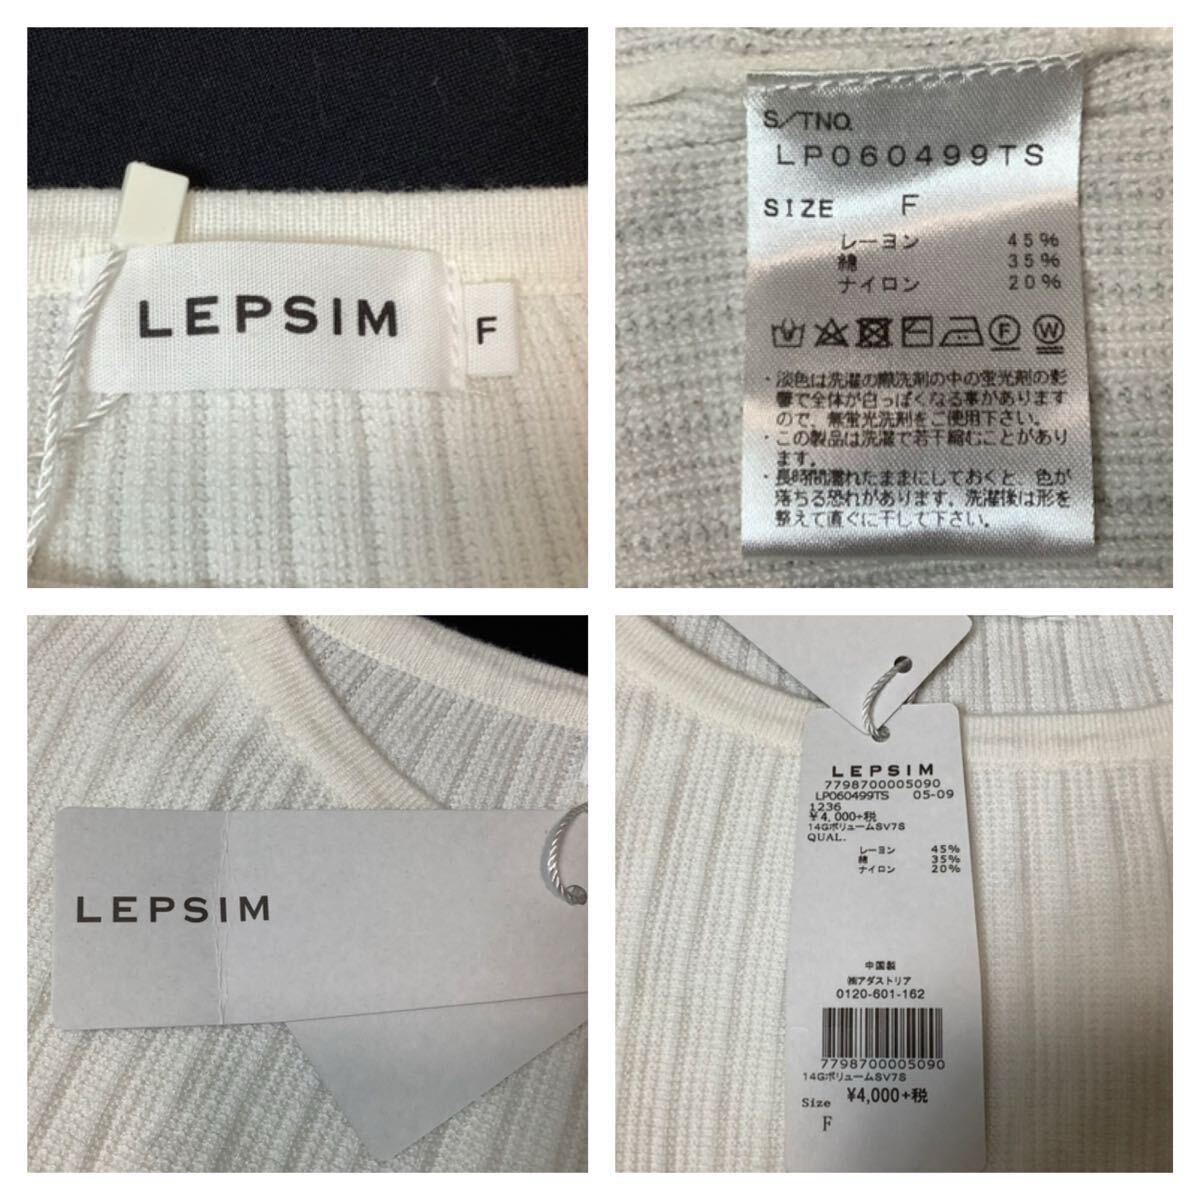 LEPSIM
F
S/TNO.
LP060499TS
SIZE F
レーヨン 45%
綿 35%
ナイロン 20%
F W
・淡色は洗濯の際洗剤の中の蛍光剤の影
響で全体が白っぽくなる事があります
ので、無蛍光洗剤をご使用下さい。
・この製品は洗濯で若干縮むことがあり
ます。
・長時間濡れたままにしておくと、色が
落ちる恐れがあります。洗濯後は形を
整えて直ぐに干して下さい。
LEPSIM
LEPSIM
7798700005090
LP060499TS 05-09
1236
¥4,000+税
14GボリュームSV7S
QUAL.
レーヨン 45%
綿 35%
ナイロン 20%
中国製
㈱アダストリア
0120-601-162
7798700005090
14GボリュームSV7S
Size ¥4,000+税
F